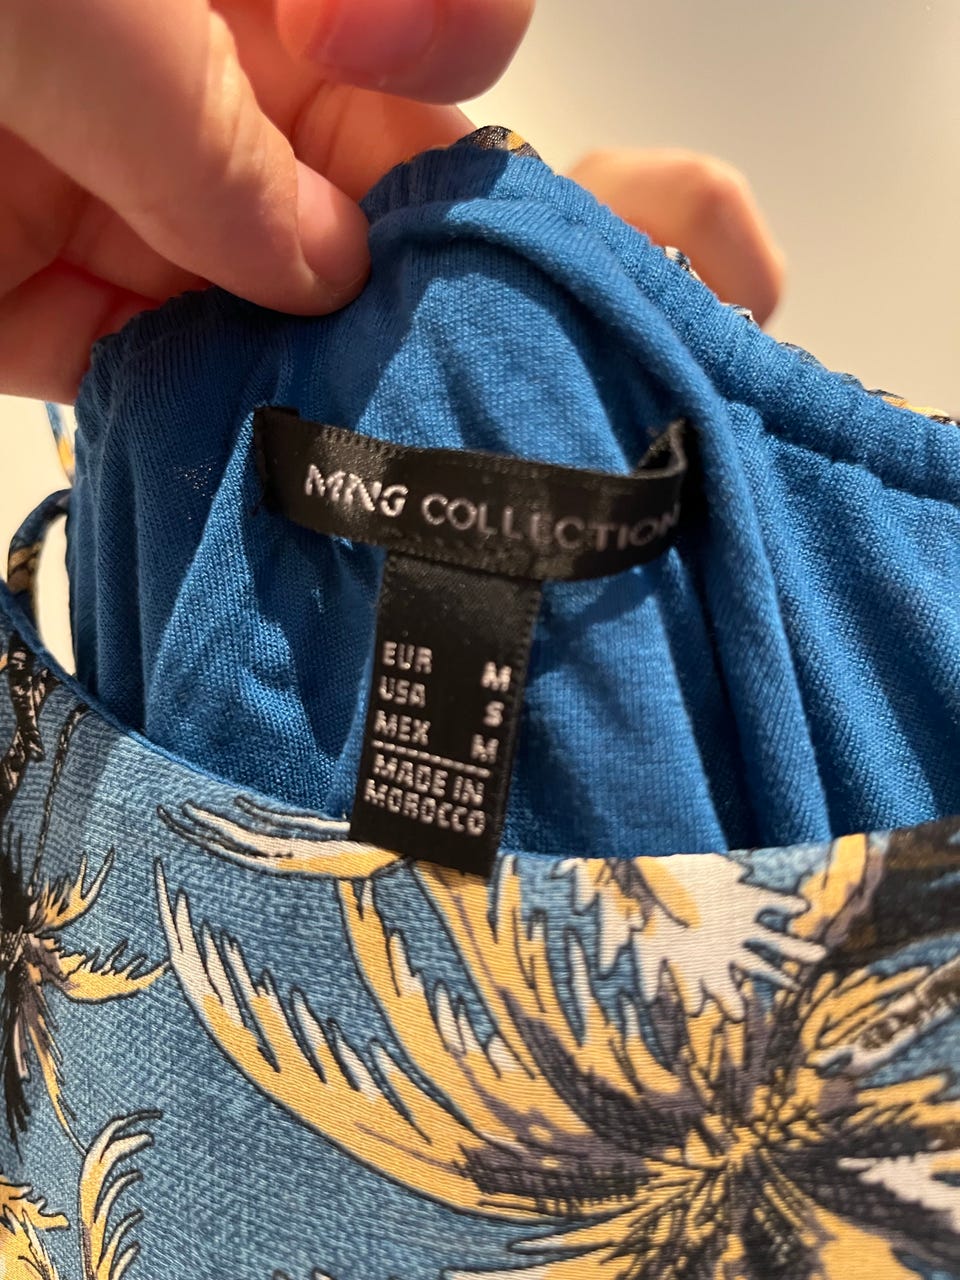 MNG COLLECTION
EUR M
USA S
MEX M
MADE IN
MOROCCO